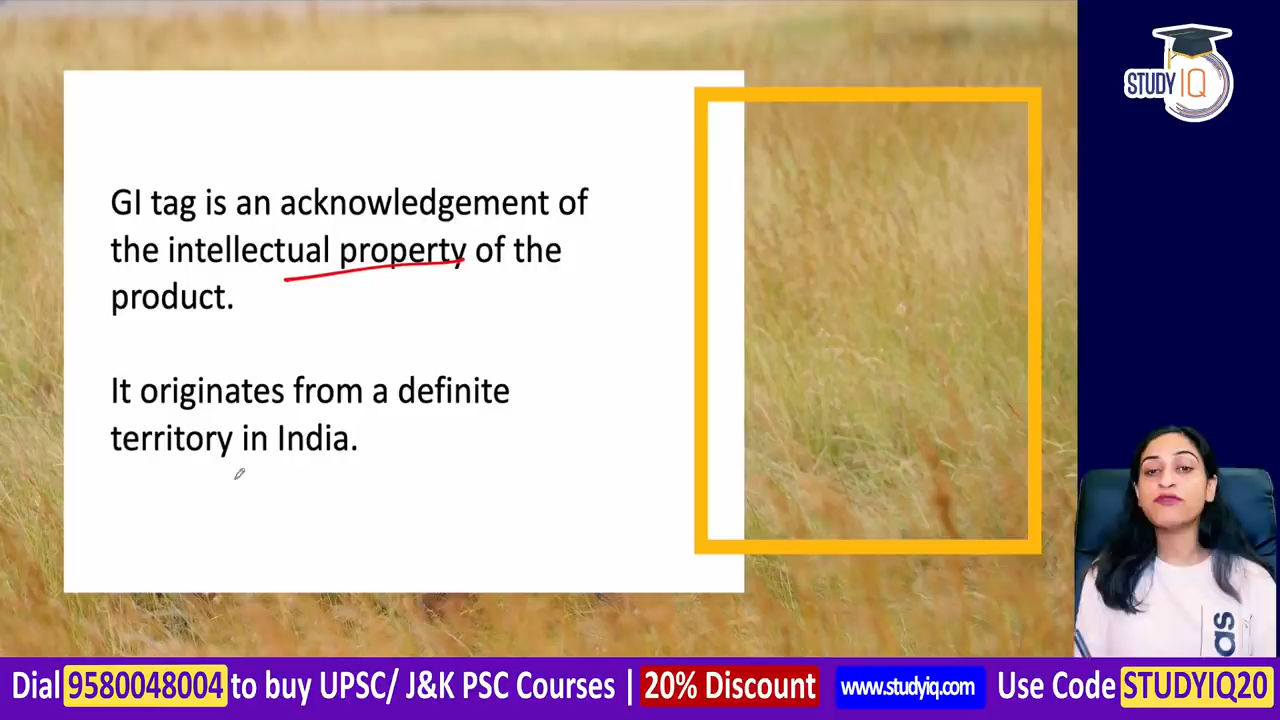 STUDY IQ
GI tag is an acknowledgement of
the intellectual property of the
product.
It originates from a definite
territory in India.
as
Dial 9580048004 to buy UPSC/ J&K PSC Courses | 20% Discount www.studyiq.com Use Code STUDYIQ20